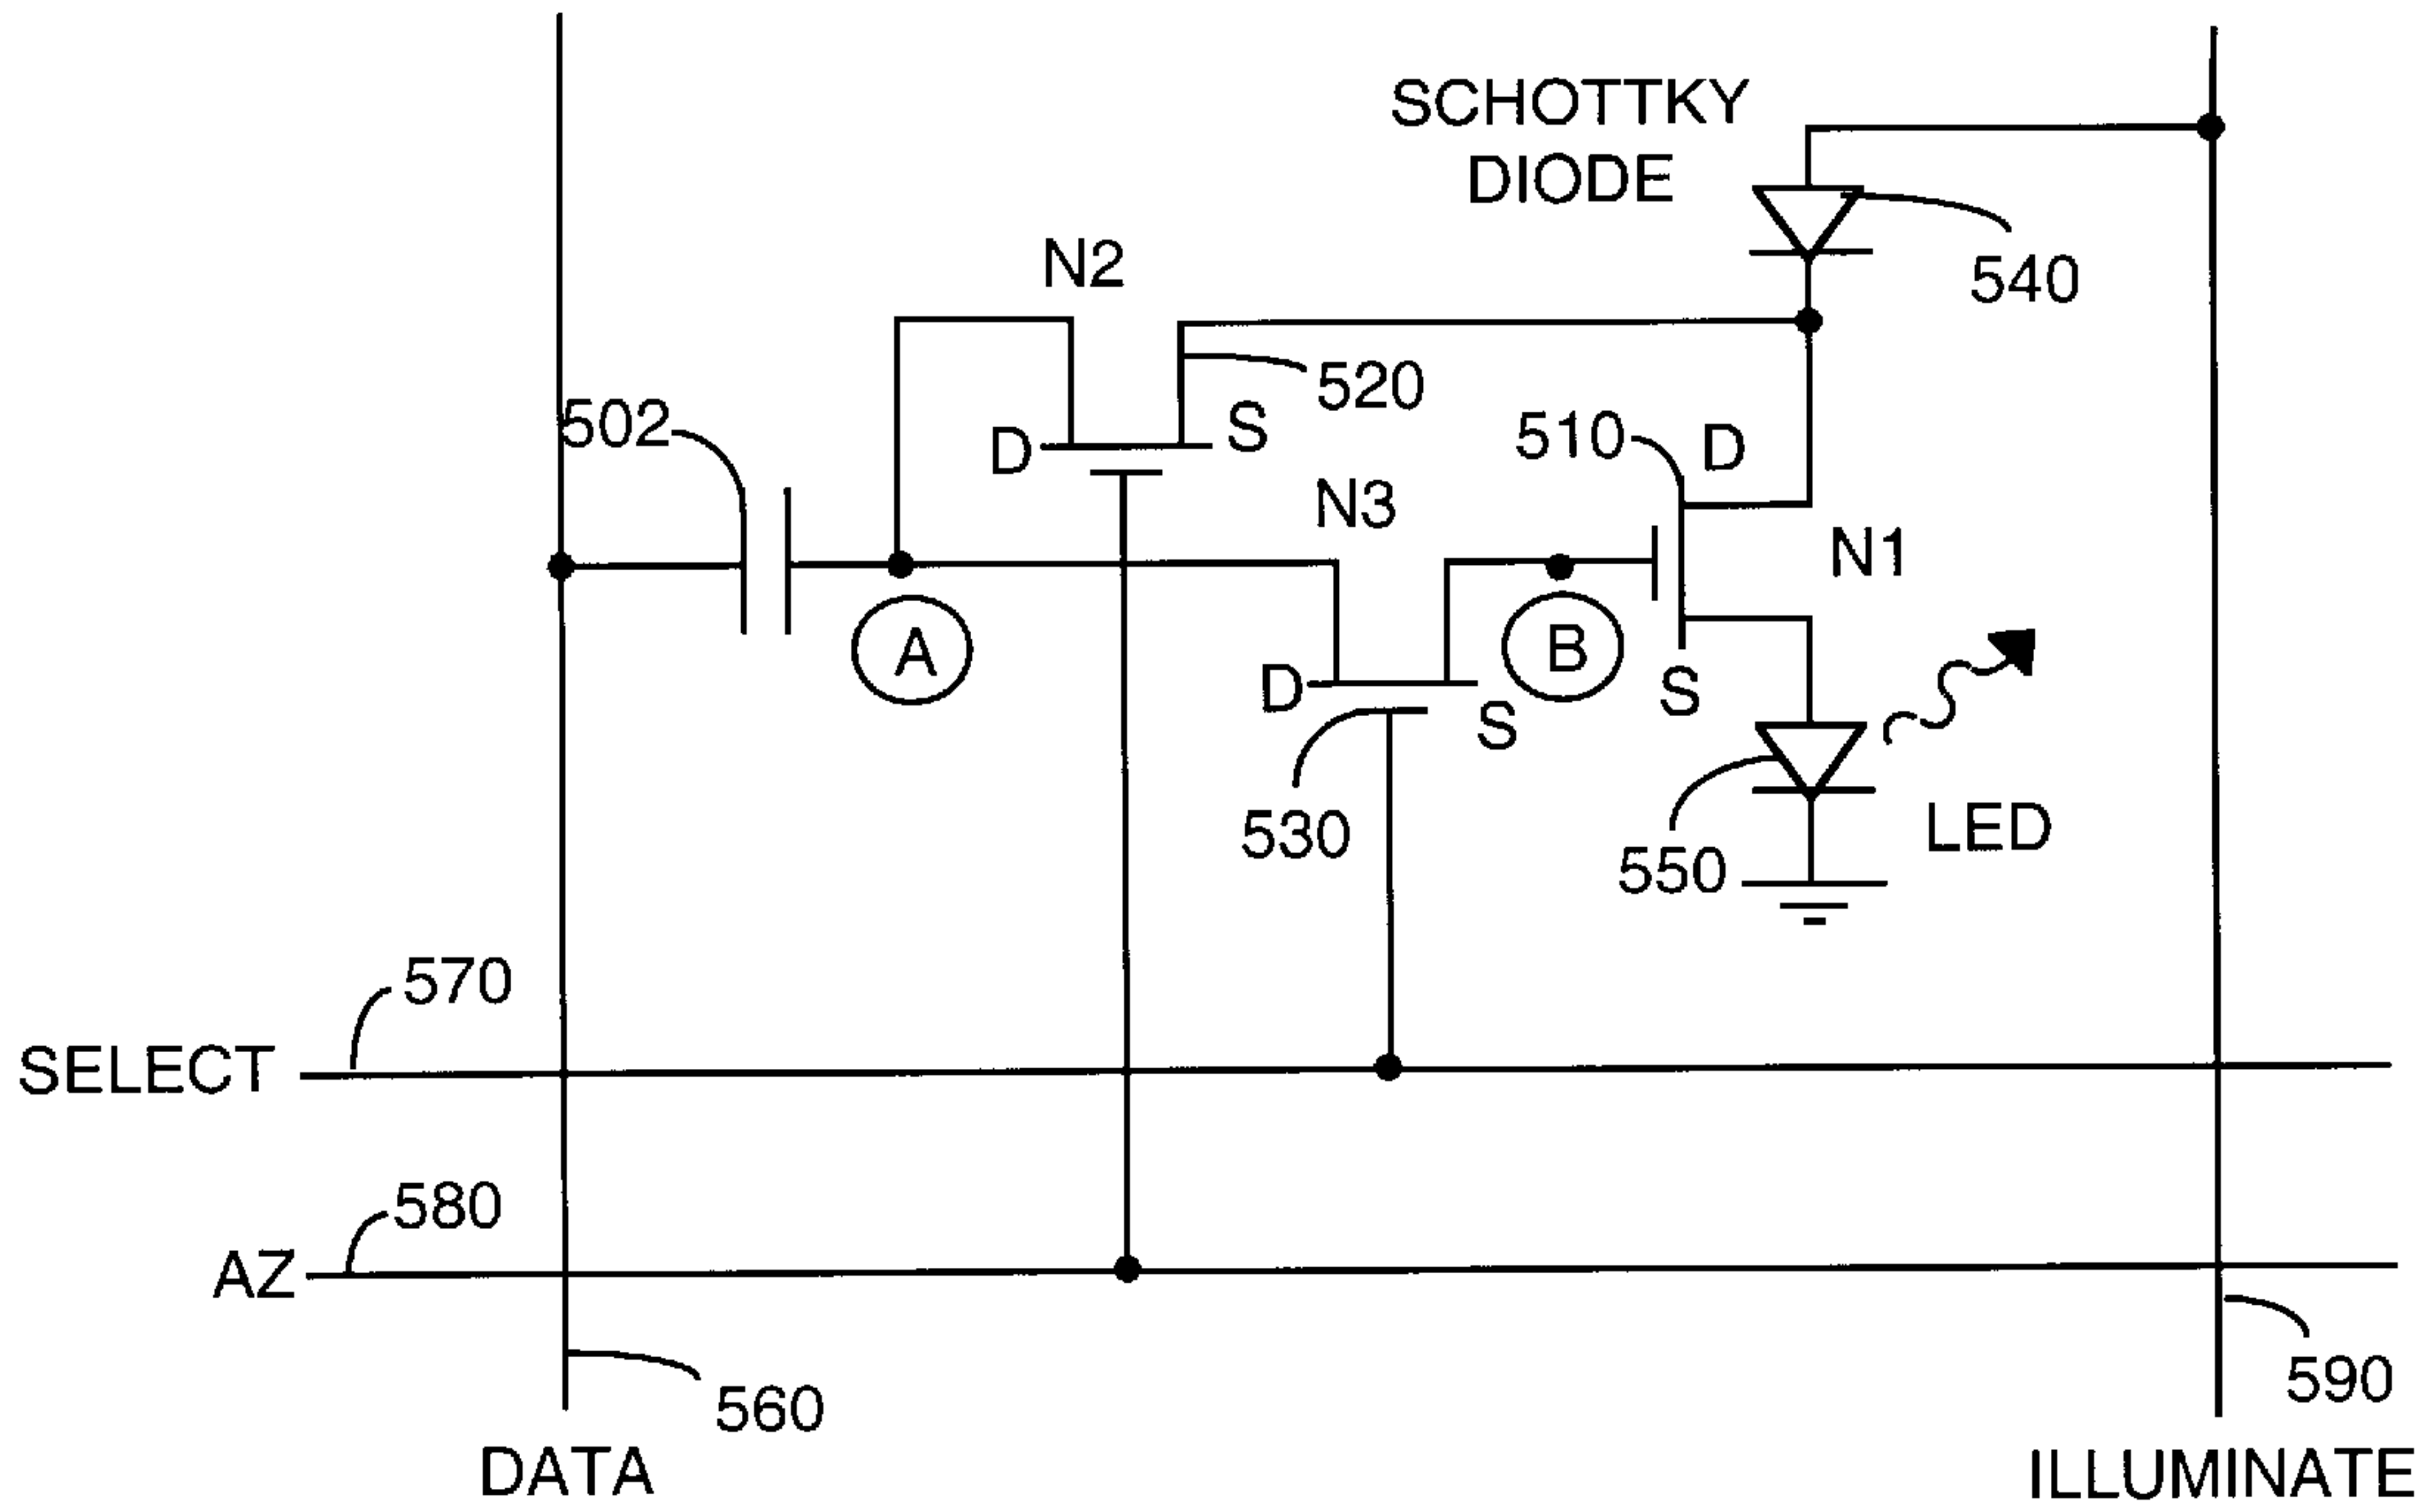 SCHOTTKY
DIODE
540
N2
520
502
D
S
510
D
N3
N1
A
B
D
S
S
530
550
LED
570
SELECT
580
AZ
560
590
DATA
ILLUMINATE